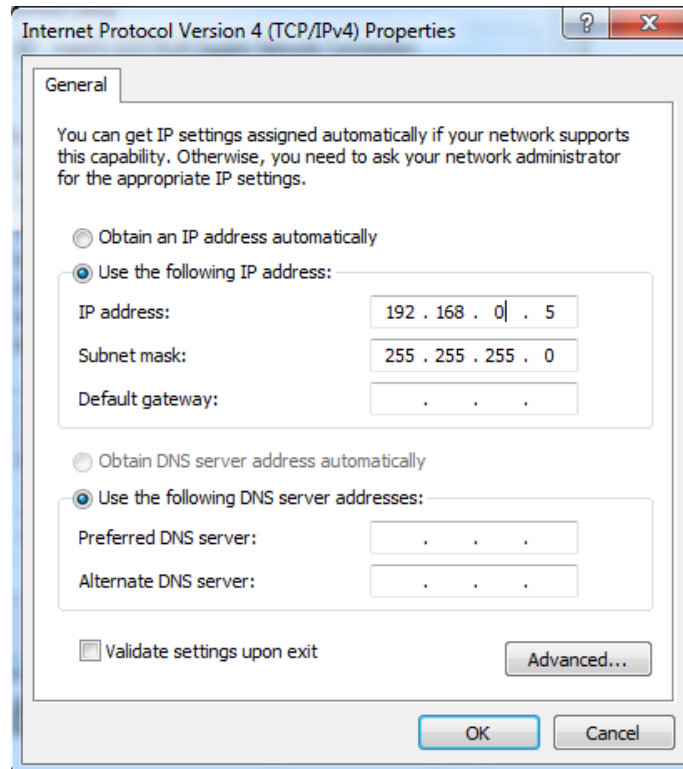 Internet Protocol Version 4 (TCP/IPv4) Properties
General
You can get IP settings assigned automatically if your network supports
this capability. Otherwise, you need to ask your network administrator
for the appropriate IP settings.
Obtain an IP address automatically
Use the following IP address:
IP address: 192 . 168 . 0 . 5
Subnet mask: 255 . 255 . 255 . 0
Default gateway: . . .
Obtain DNS server address automatically
Use the following DNS server addresses:
Preferred DNS server: . . .
Alternate DNS server: . . .
Validate settings upon exit
Advanced...
OK Cancel